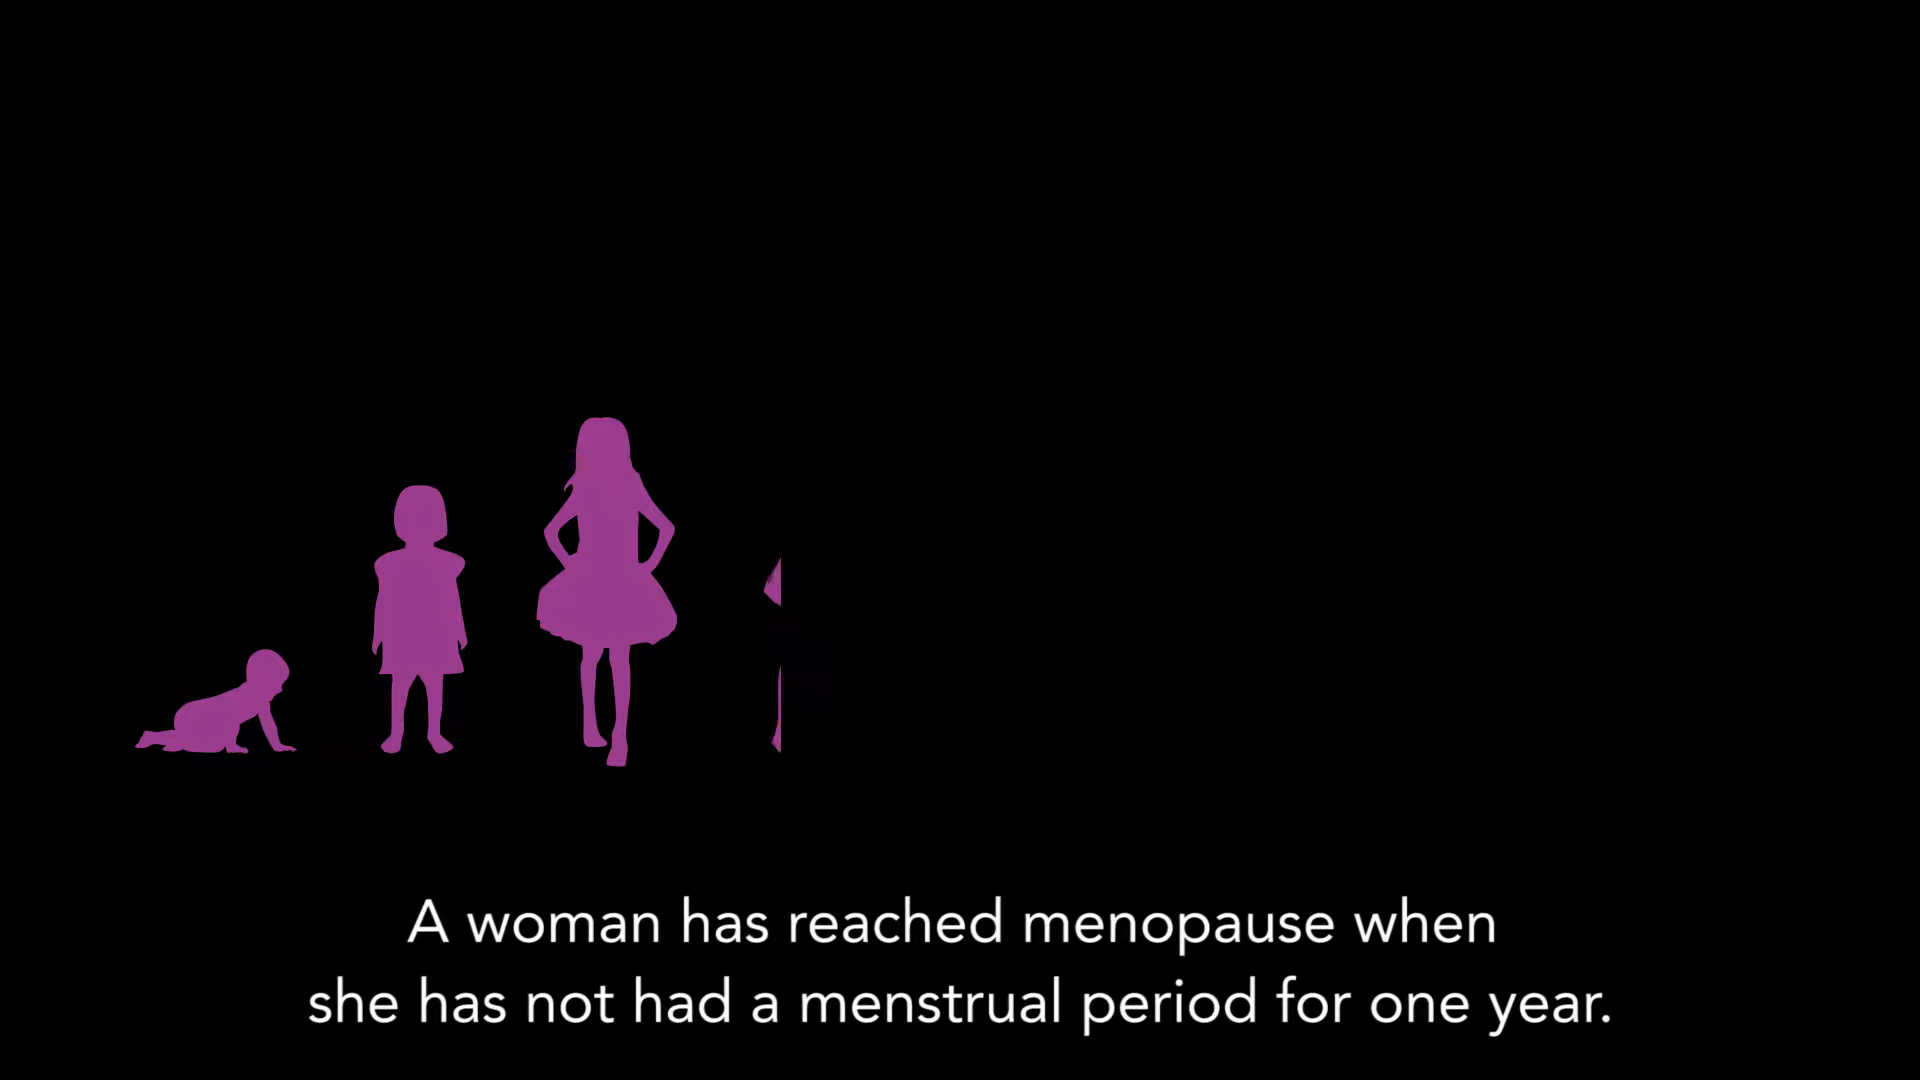 A woman has reached menopause when
she has not had a menstrual period for one year.